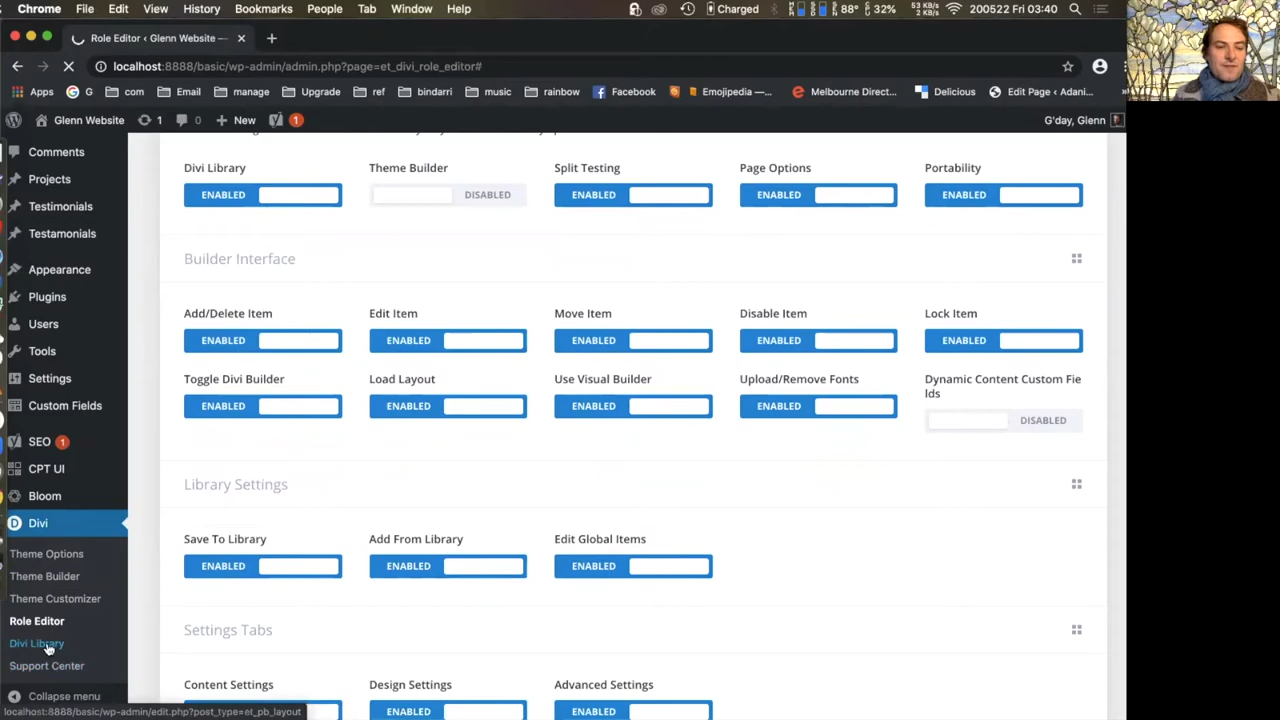 Chrome File Edit View History Bookmarks People Tab Window Help
Charged 88° 32% 53 KB/s 2 KB/s 200522 Fri 03:40
Role Editor ‹ Glenn Website —
localhost:8888/basic/wp-admin/admin.php?page=et_divi_role_editor#
Apps G com Email manage Upgrade ref bindarri music rainbow Facebook Emojipedia —... Melbourne Direct... Delicious Edit Page ‹ Adani...
Glenn Website 1 0 New 1 G'day, Glenn
Comments
Projects
Testimonials
Testamonials
Appearance
Plugins
Users
Tools
Settings
Custom Fields
SEO 1
CPT UI
Bloom
Divi
Theme Options
Theme Builder
Theme Customizer
Role Editor
Divi Library
Support Center
Collapse menu
localhost:8888/basic/wp-admin/edit.php?post_type=et_pb_layout
Divi Library Theme Builder Split Testing Page Options Portability
ENABLED DISABLED ENABLED ENABLED ENABLED
Builder Interface
Add/Delete Item Edit Item Move Item Disable Item Lock Item
ENABLED ENABLED ENABLED ENABLED ENABLED
Toggle Divi Builder Load Layout Use Visual Builder Upload/Remove Fonts Dynamic Content Custom Fie
lds
ENABLED ENABLED ENABLED ENABLED DISABLED
Library Settings
Save To Library Add From Library Edit Global Items
ENABLED ENABLED ENABLED
Settings Tabs
Content Settings Design Settings Advanced Settings
ENABLED ENABLED ENABLED